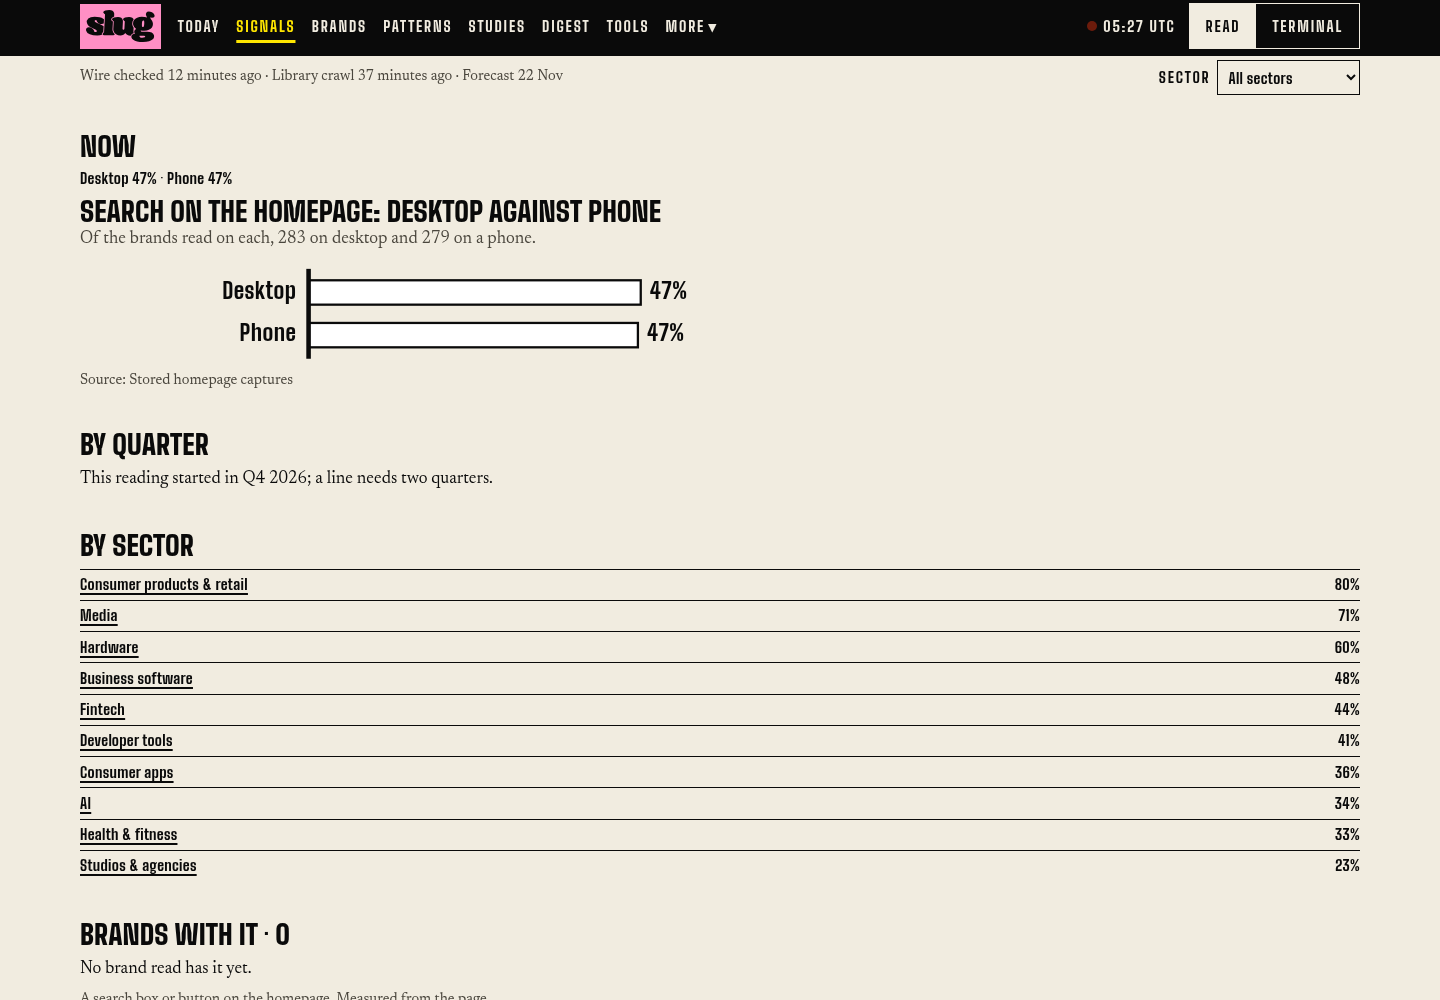 slug TODAY SIGNALS BRANDS PATTERNS STUDIES DIGEST TOOLS MORE ▾ 05:27 UTC READ TERMINAL
Wire checked 12 minutes ago · Library crawl 37 minutes ago · Forecast 22 Nov
SECTOR All sectors
NOW
Desktop 47% · Phone 47%
SEARCH ON THE HOMEPAGE: DESKTOP AGAINST PHONE
Of the brands read on each, 283 on desktop and 279 on a phone.
Desktop 47%
Phone 47%
Source: Stored homepage captures
BY QUARTER
This reading started in Q4 2026; a line needs two quarters.
BY SECTOR
Consumer products & retail 80%
Media 71%
Hardware 60%
Business software 48%
Fintech 44%
Developer tools 41%
Consumer apps 36%
AI 34%
Health & fitness 33%
Studios & agencies 23%
BRANDS WITH IT · 0
No brand read has it yet.
A search box or button on the homepage. Measured from the page